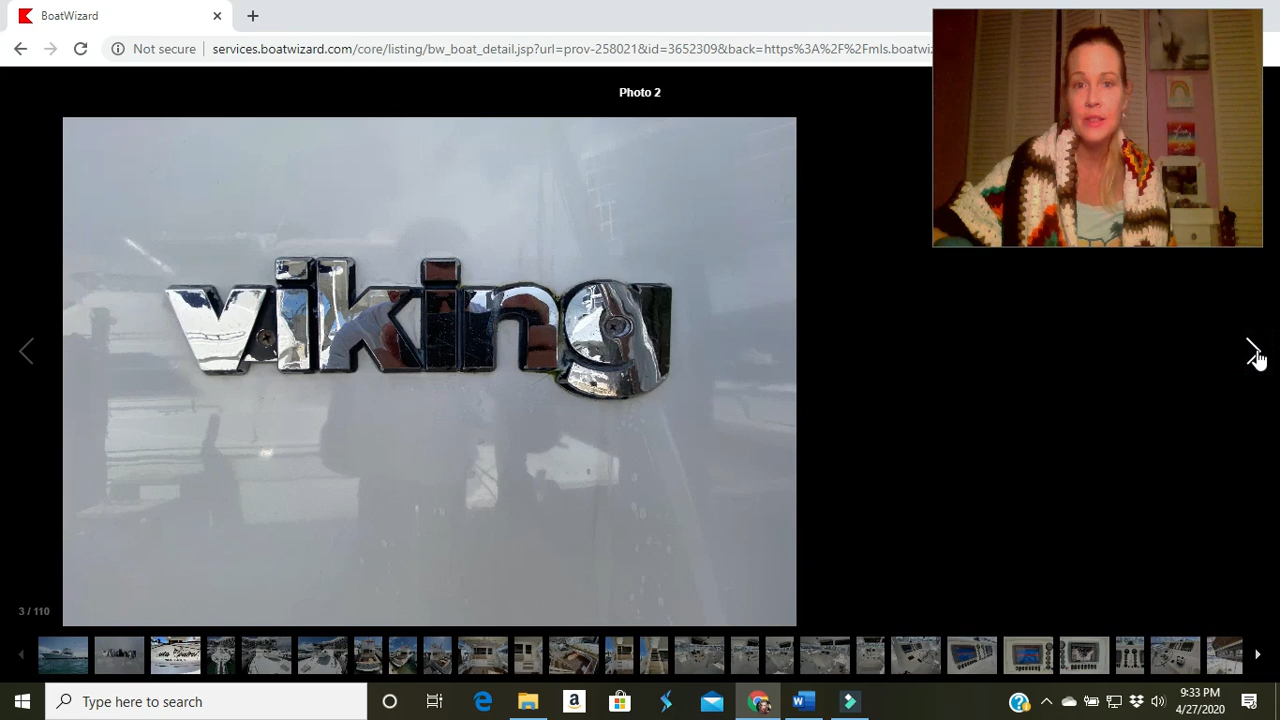 BoatWizard
Not secure
services.boatwizard.com/core/listing/bw_boat_detail.jsp?url=prov-258021&id=3652309&back=https%3A%2F%2Fmls.boatwiz
Photo 2
viking
3 / 110
Type here to search
9:33 PM
4/27/2020